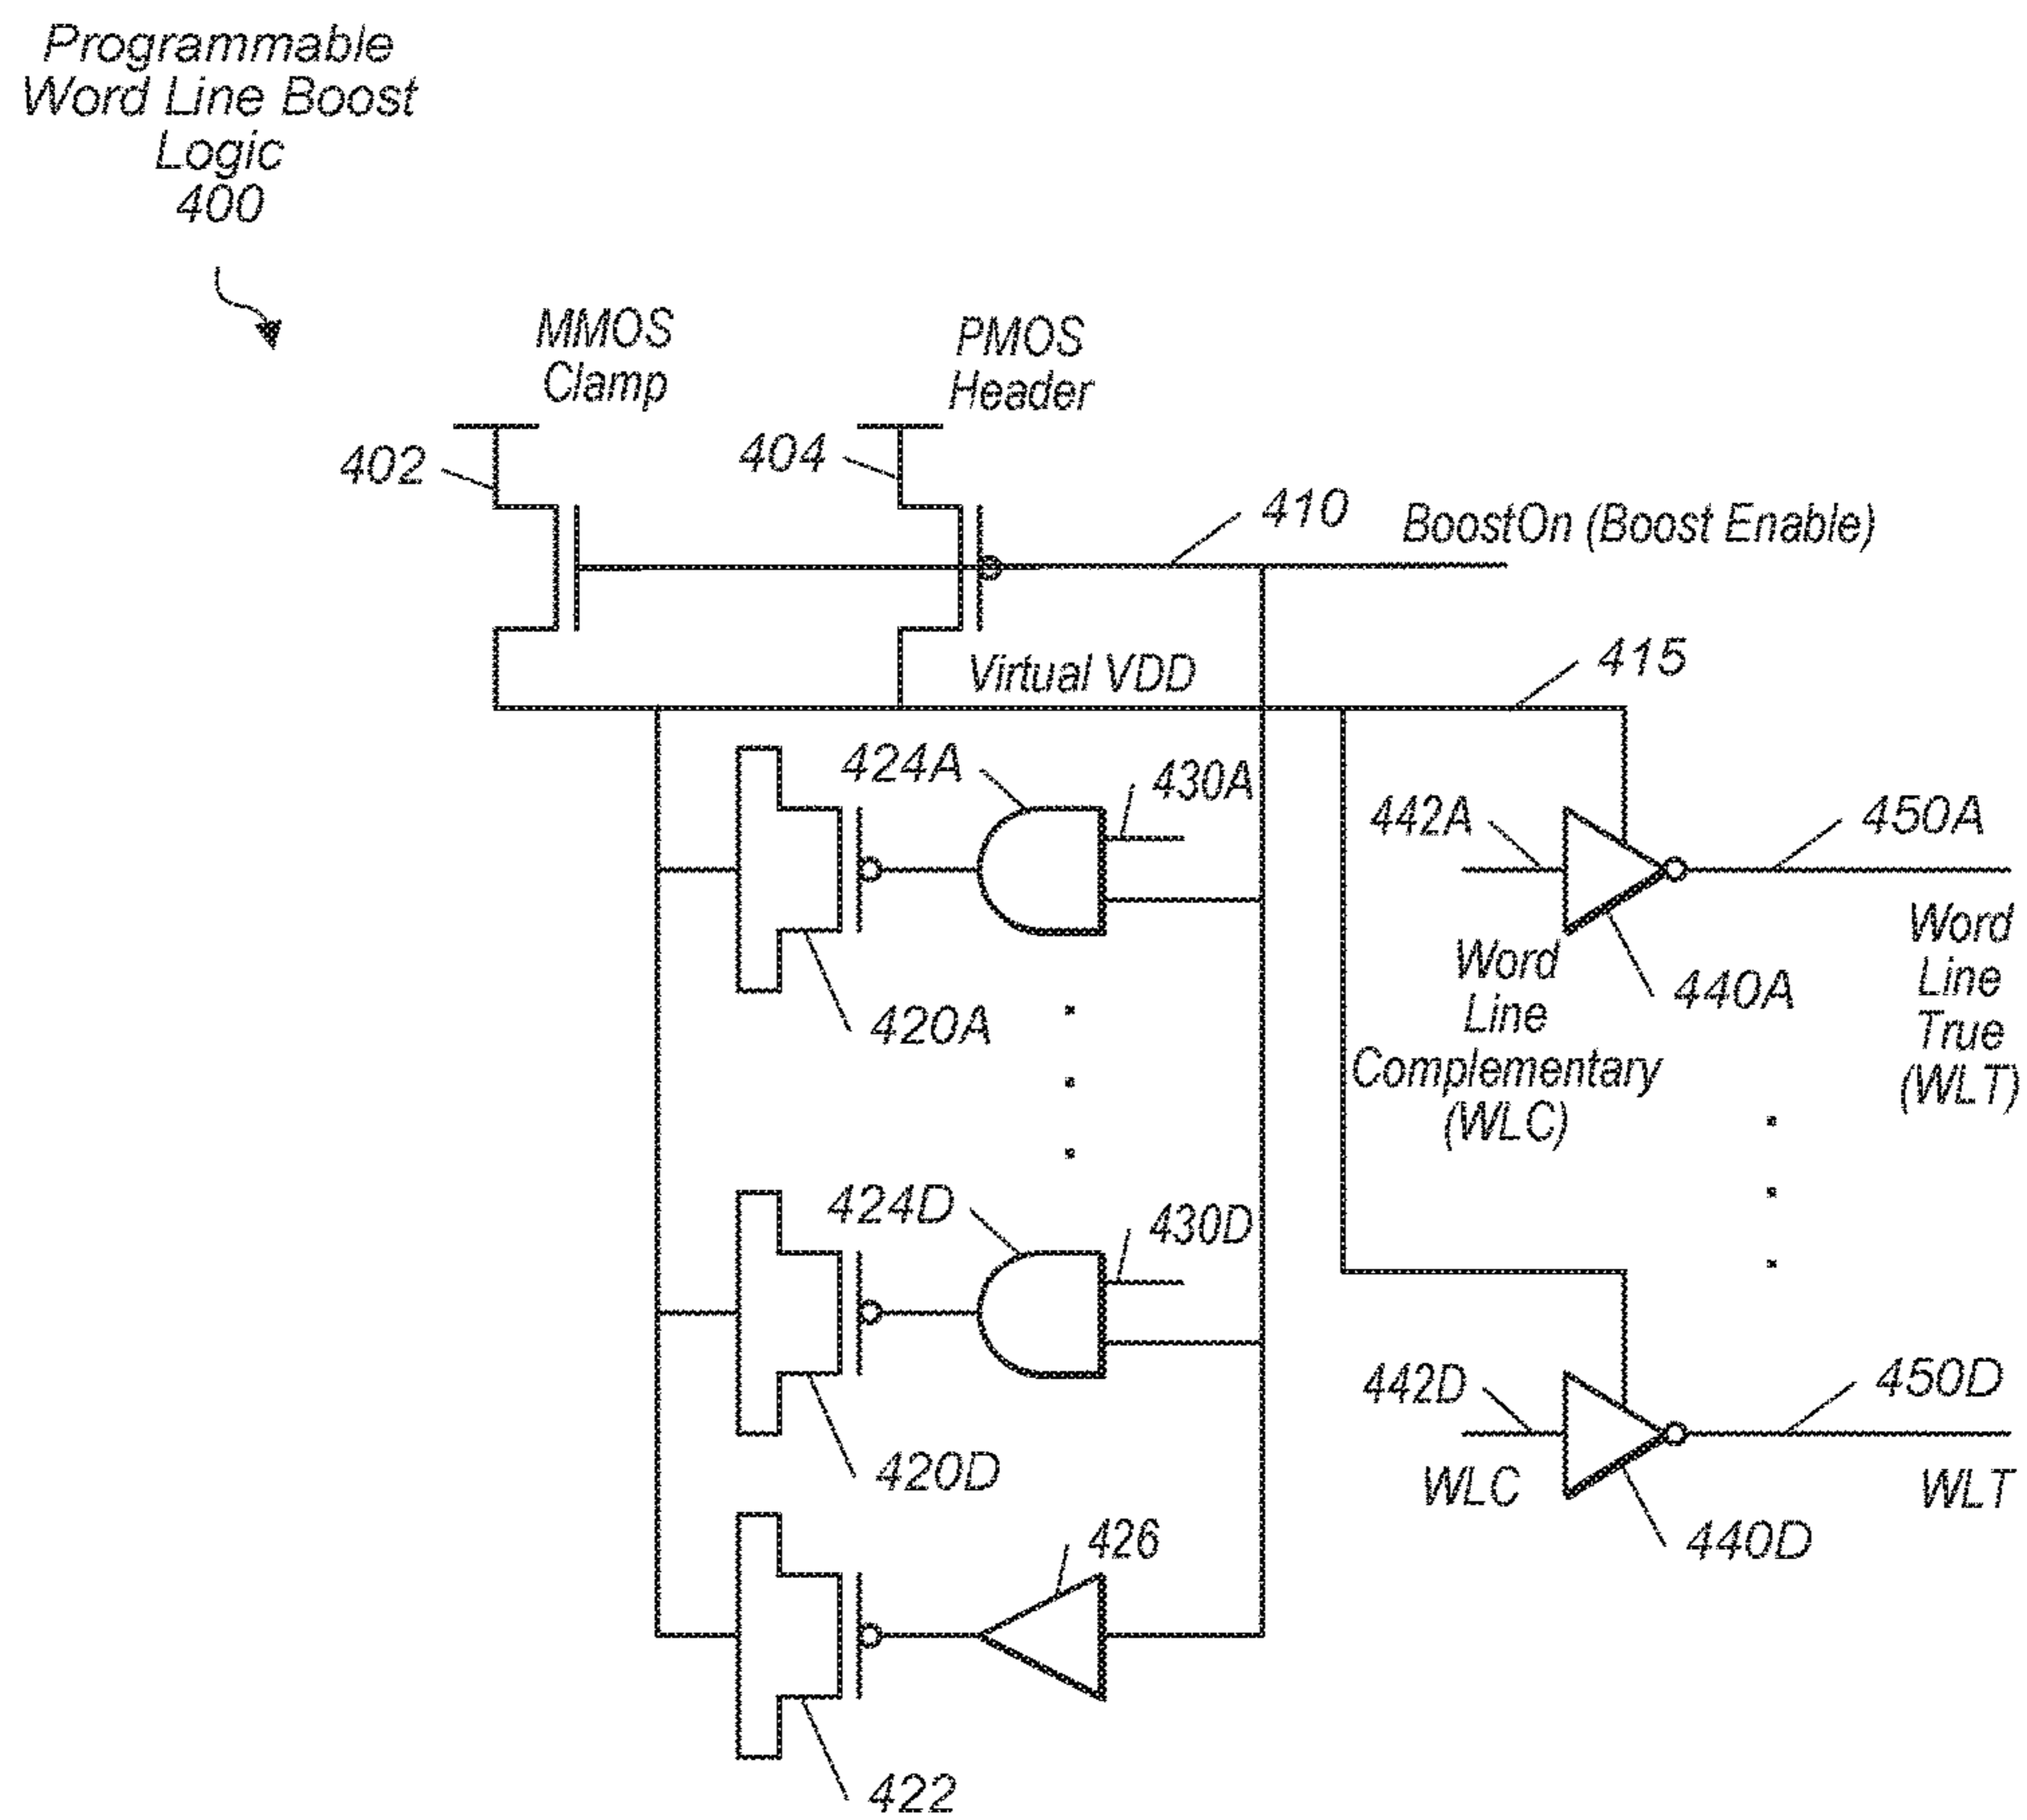 Programmable
Word Line Boost
Logic
400
MMOS
Clamp
PMOS
Header
402
404
410
BoostOn (Boost Enable)
Virtual VDD
415
424A
430A
442A
450A
420A
Word
Line
Complementary
(WLC)
440A
Word
Line
True
(WLT)
424D
430D
442D
450D
420D
WLC
WLT
426
440D
422